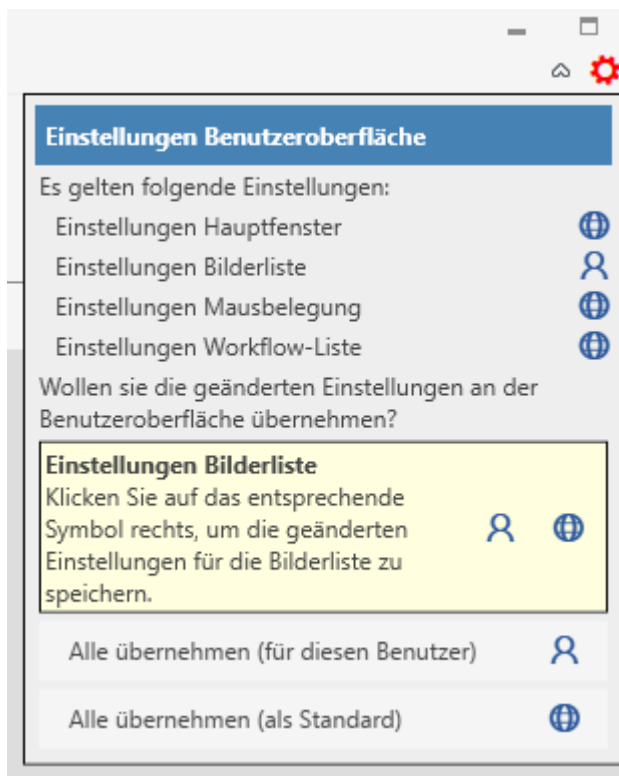 Einstellungen Benutzeroberfläche
Es gelten folgende Einstellungen:
Einstellungen Hauptfenster
Einstellungen Bilderliste
Einstellungen Mausbelegung
Einstellungen Workflow-Liste
Wollen sie die geänderten Einstellungen an der
Benutzeroberfläche übernehmen?
Einstellungen Bilderliste
Klicken Sie auf das entsprechende
Symbol rechts, um die geänderten
Einstellungen für die Bilderliste zu
speichern.
Alle übernehmen (für diesen Benutzer)
Alle übernehmen (als Standard)